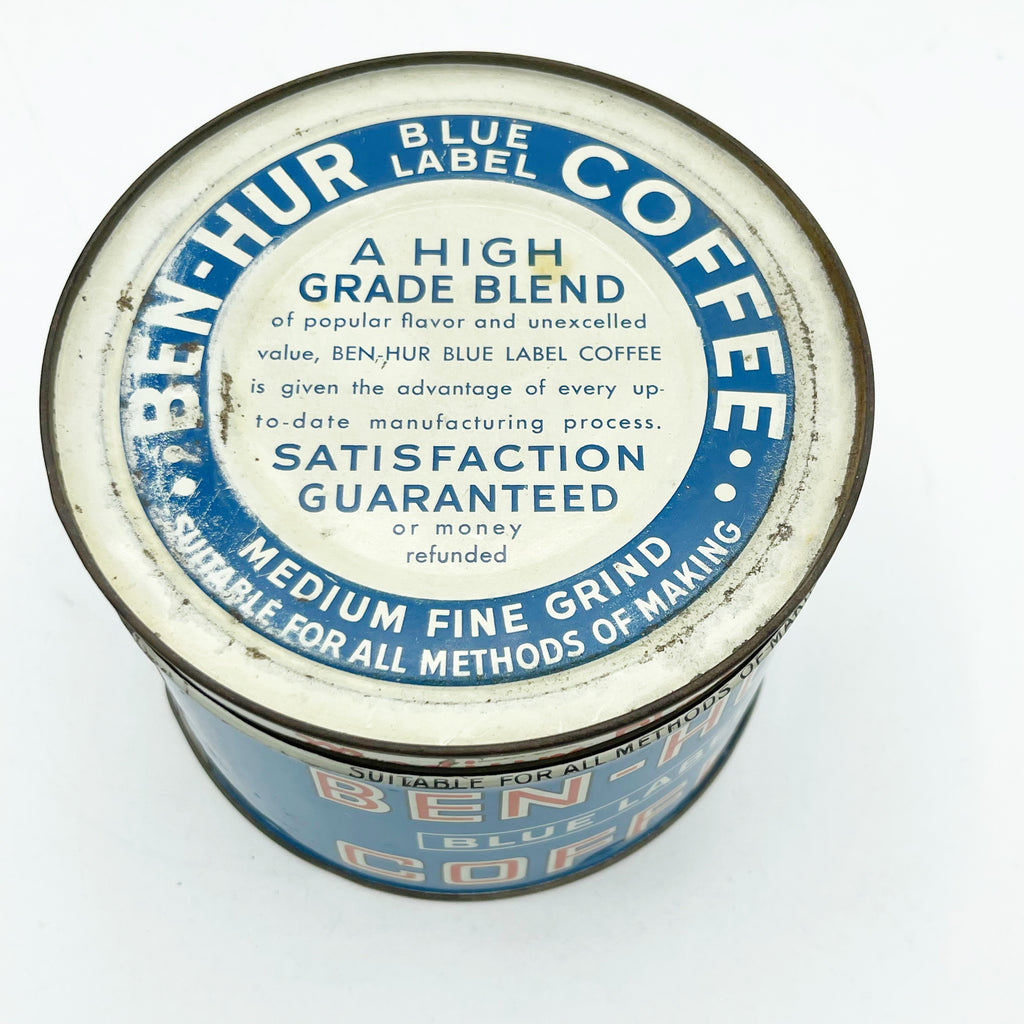 BEN-HUR BLUE LABEL COFFEE
A HIGH
GRADE BLEND
of popular flavor and unexcelled
value, BEN-HUR BLUE LABEL COFFEE
is given the advantage of every up-
to-date manufacturing process.
SATISFACTION
GUARANTEED
or money
refunded
MEDIUM FINE GRIND
SUITABLE FOR ALL METHODS OF MAKING
SUITABLE FOR ALL METHODS OF
BEN-H
BLUE LA
COFF